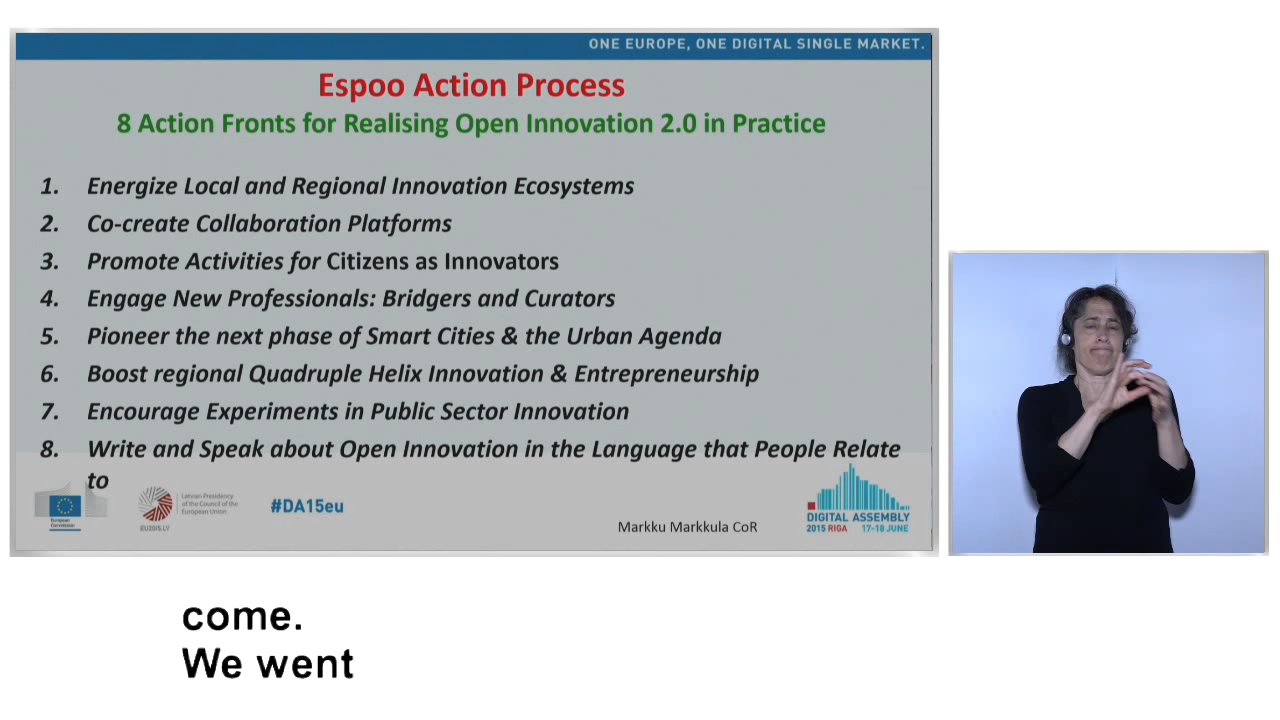 ONE EUROPE, ONE DIGITAL SINGLE MARKET.
Espoo Action Process
8 Action Fronts for Realising Open Innovation 2.0 in Practice
1. Energize Local and Regional Innovation Ecosystems
2. Co-create Collaboration Platforms
3. Promote Activities for Citizens as Innovators
4. Engage New Professionals: Bridgers and Curators
5. Pioneer the next phase of Smart Cities & the Urban Agenda
6. Boost regional Quadruple Helix Innovation & Entrepreneurship
7. Encourage Experiments in Public Sector Innovation
8. Write and Speak about Open Innovation in the Language that People Relate
to
European
Commission
Latvian Presidency
of the Council of the
European Union
EU2015.LV
#DA15eu
Markku Markkula CoR
DIGITAL ASSEMBLY
2015 RIGA 17-18 JUNE
come.
We went